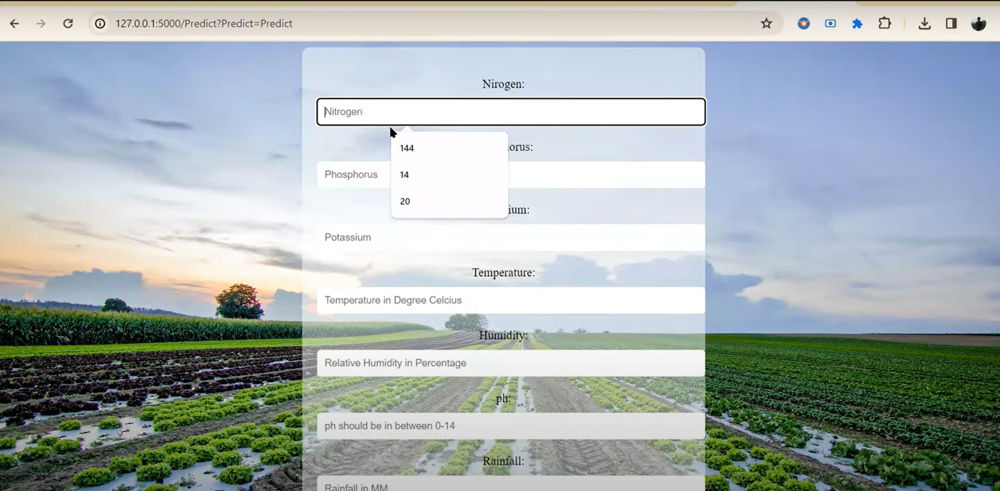 127.0.0.1:5000/Predict?Predict=Predict
Nirogen:
Nitrogen
144
orus:
Phosphorus
14
20
ium:
Potassium
Temperature:
Temperature in Degree Celcius
Humidity:
Relative Humidity in Percentage
ph:
ph should be in between 0-14
Rainfall:
Rainfall in MM